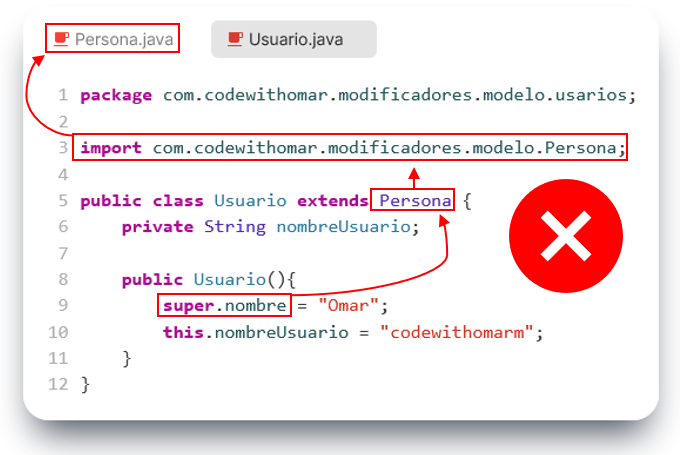 Persona.java Usuario.java
1 package com.codewithomar.modificadores.modelo.usarios;
2
3 import com.codewithomar.modificadores.modelo.Persona;
4
5 public class Usuario extends Persona {
6 private String nombreUsuario;
7
8 public Usuario(){
9 super.nombre = "Omar";
10 this.nombreUsuario = "codewithomarm";
11 }
12 }